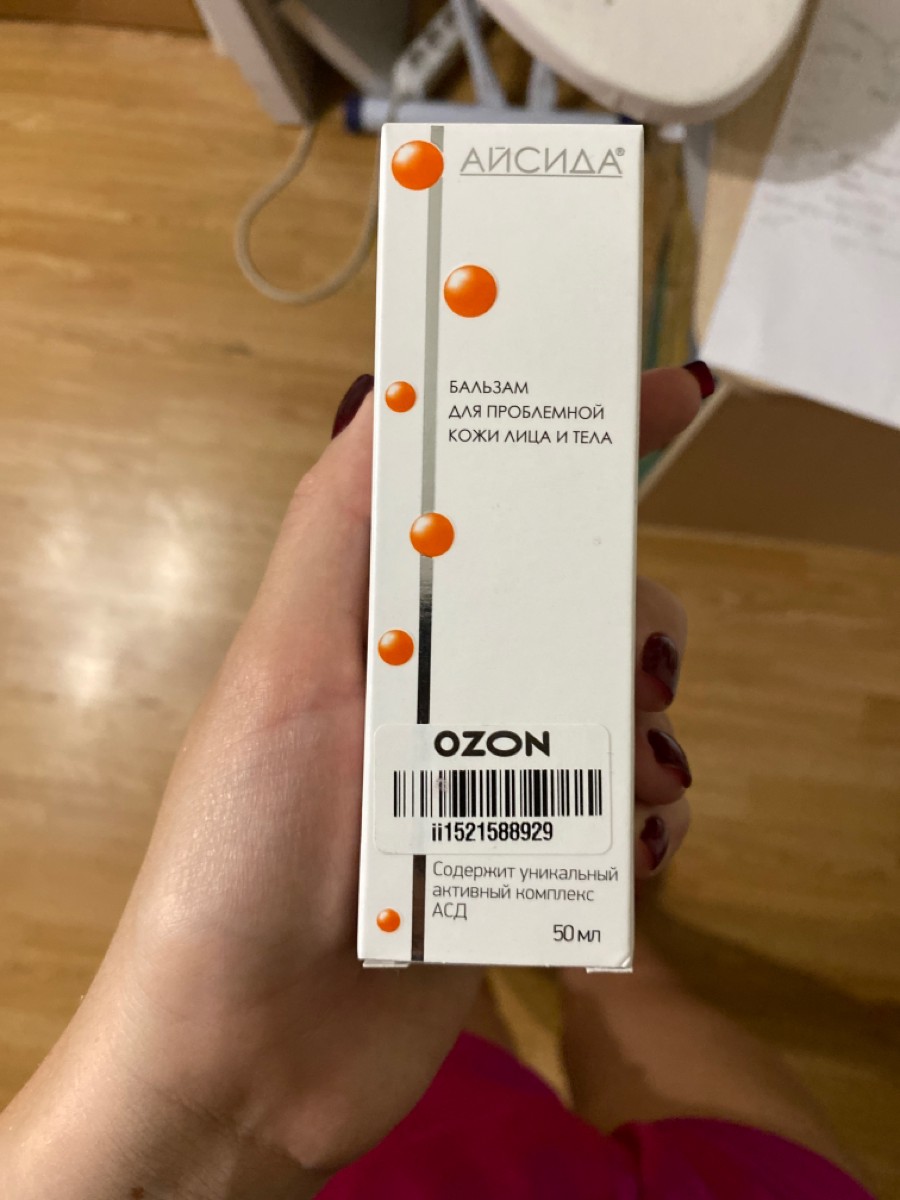 АЙСИДА®
БАЛЬЗАМ
ДЛЯ ПРОБЛЕМНОЙ
КОЖИ ЛИЦА И ТЕЛА
OZON
ii1521588929
Содержит уникальный
активный комплекс
АСД
50 мл